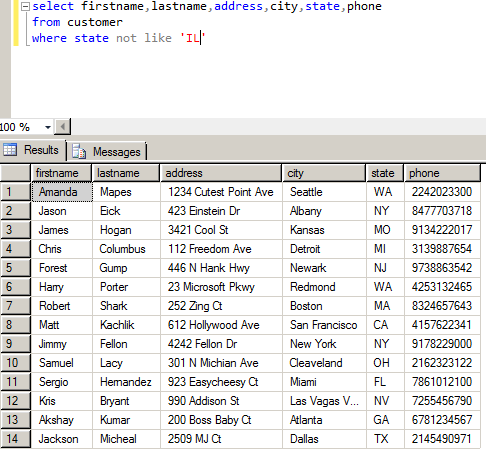 select firstname,lastname,address,city,state,phone
from customer
where state not like 'IL'
100 %
Results Messages
firstname lastname address city state phone
1 Amanda Mapes 1234 Cutest Point Ave Seattle WA 2242023300
2 Jason Eick 423 Einstein Dr Albany NY 8477703718
3 James Hogan 3421 Cool St Kansas MO 9134222017
4 Chris Columbus 112 Freedom Ave Detroit MI 3139887654
5 Forest Gump 446 N Hank Hwy Newark NJ 9738863542
6 Harry Porter 23 Microsoft Pkwy Redmond WA 4253132465
7 Robert Shark 252 Zing Ct Boston MA 8324657643
8 Matt Kachlik 612 Hollywood Ave San Francisco CA 4157622341
9 Jimmy Fellon 4242 Fellon Dr New York NY 9178229000
10 Samuel Lacy 301 N Michian Ave Cleaveland OH 2162323122
11 Sergio Hernandez 923 Easycheesy Ct Miami FL 7861012100
12 Kris Bryant 990 Addison St Las Vagas V... NV 7255456790
13 Akshay Kumar 200 Boss Baby Ct Atlanta GA 6781234567
14 Jackson Micheal 2509 MJ Ct Dallas TX 2145490971